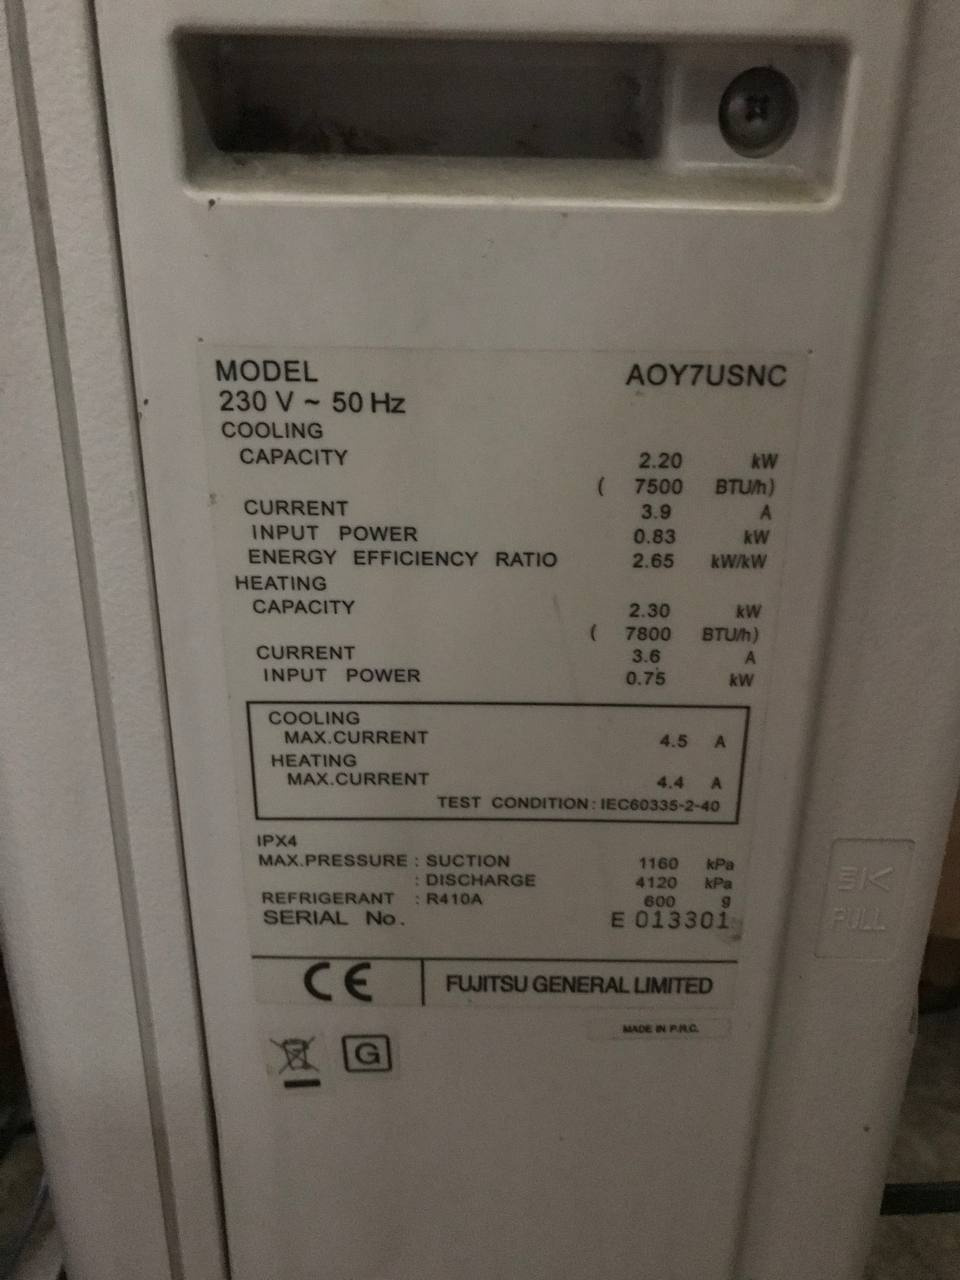 MODEL AOY7USNC
230 V ~ 50 Hz
COOLING
CAPACITY 2.20 kW
( 7500 BTU/h)
CURRENT 3.9 A
INPUT POWER 0.83 kW
ENERGY EFFICIENCY RATIO 2.65 kW/kW
HEATING
CAPACITY 2.30 kW
( 7800 BTU/h)
CURRENT 3.6 A
INPUT POWER 0.75 kW
COOLING
MAX.CURRENT 4.5 A
HEATING
MAX.CURRENT 4.4 A
TEST CONDITION : IEC60335-2-40
IPX4
MAX.PRESSURE : SUCTION 1160 kPa
: DISCHARGE 4120 kPa
REFRIGERANT : R410A 600 g
SERIAL No. E 013301
CE FUJITSU GENERAL LIMITED
MADE IN P.R.C.
G
PULL